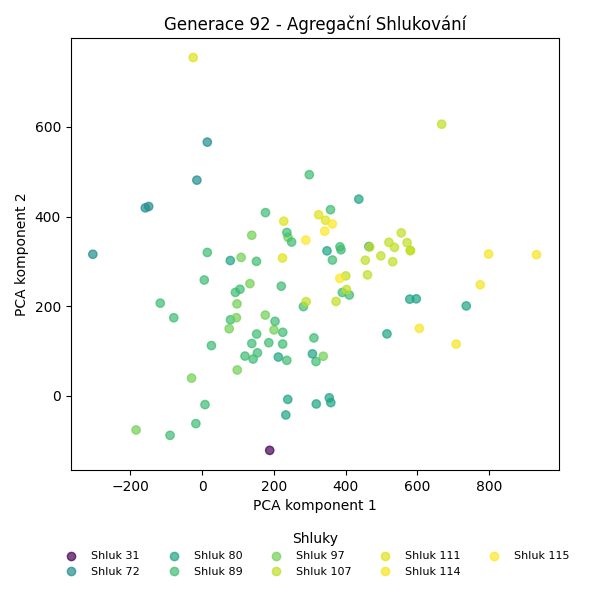 Generace 92 - Agregační Shlukování
PCA komponent 2
600
400
200
0
−200 0 200 400 600 800
PCA komponent 1
Shluky
Shluk 31 Shluk 80 Shluk 97 Shluk 111 Shluk 115
Shluk 72 Shluk 89 Shluk 107 Shluk 114